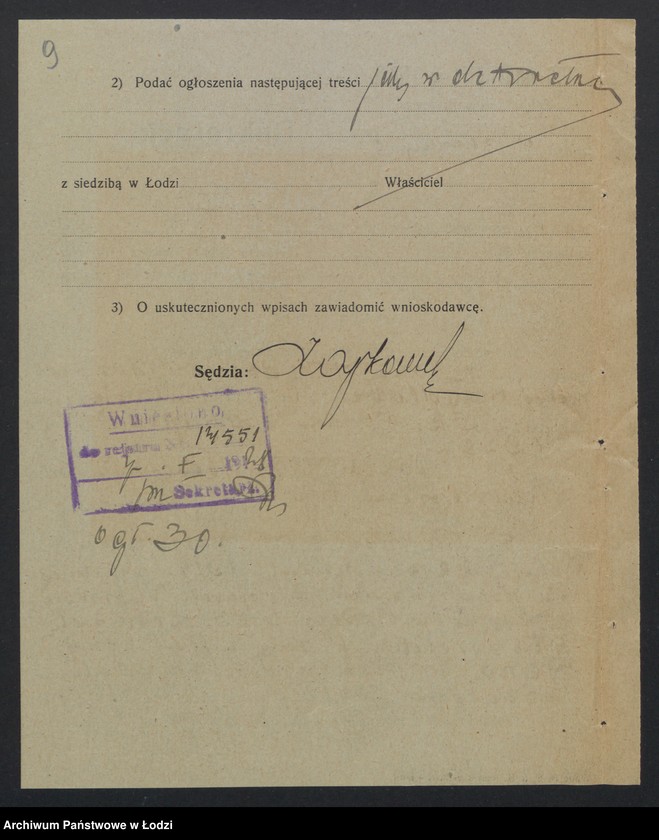 9
2) Podać ogłoszenia następującej treści
z siedzibą w Łodzi Właściciel
3) O uskutecznionych wpisach zawiadomić wnioskodawcę.
Sędzia:
Wniesiono
do rejestru 14551
Sekretarz.
ogł. 30.
Archiwum Państwowe w Łodzi